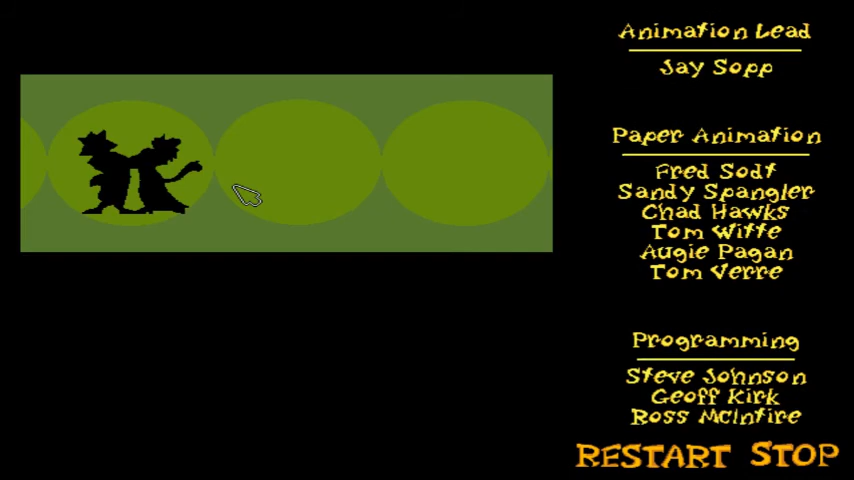 Animation Lead
Jay Sopp
Paper Animation
Fred Sodt
Sandy Spangler
Chad Hawks
Tom Witte
Augie Pagan
Tom Verre
Programming
Steve Johnson
Geoff Kirk
Ross McIntire
RESTART STOP